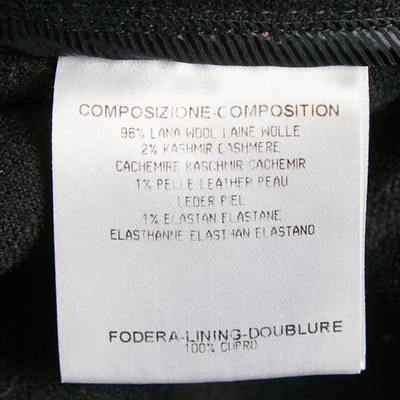 COMPOSIZIONE-COMPOSITION
96% LANA WOOL LAINE WOLLE
2% KASHMIR CASHMERE
CACHEMIRE KASCHMIR CACHEMIR
1% PELLE LEATHER PEAU
LEDER PIEL
1% ELASTAN ELASTANE
ELASTHANNE ELASTHAN ELASTANO
FODERA-LINING-DOUBLURE
100% CUPRO